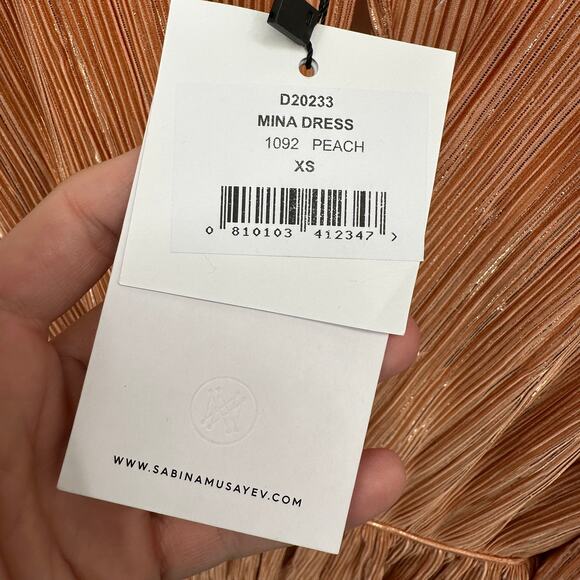 D20233
MINA DRESS
1092 PEACH
XS
0 810103 412347 >
WWW.SABINAMUSAYEV.COM